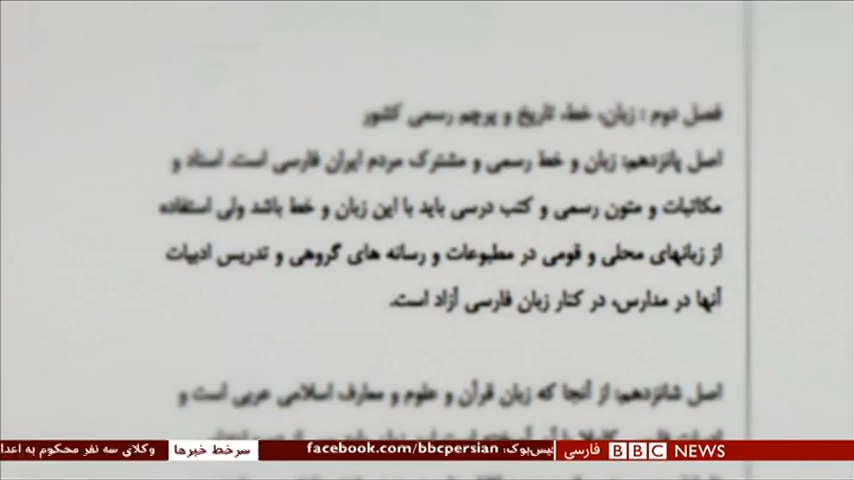 فصل دوم : زبان، خط، تاریخ و پرچم رسمی کشور
اصل پانزدهم: زبان و خط رسمی و مشترک مردم ایران فارسی است. اسناد و
مکاتبات و متون رسمی و کتب درسی باید با این زبان و خط باشد ولی استفاده
از زبانهای محلی و قومی در مطبوعات و رسانه های گروهی و تدریس ادبیات
آنها در مدارس، در کنار زبان فارسی آزاد است.
اصل شانزدهم: از آنجا که زبان قرآن و علوم و معارف اسلامی عربی است و
BBC NEWS فارسی یس‌بوک: facebook.com/bbcpersian سرخط خبرها وکلای سه نفر محکوم به اعدا